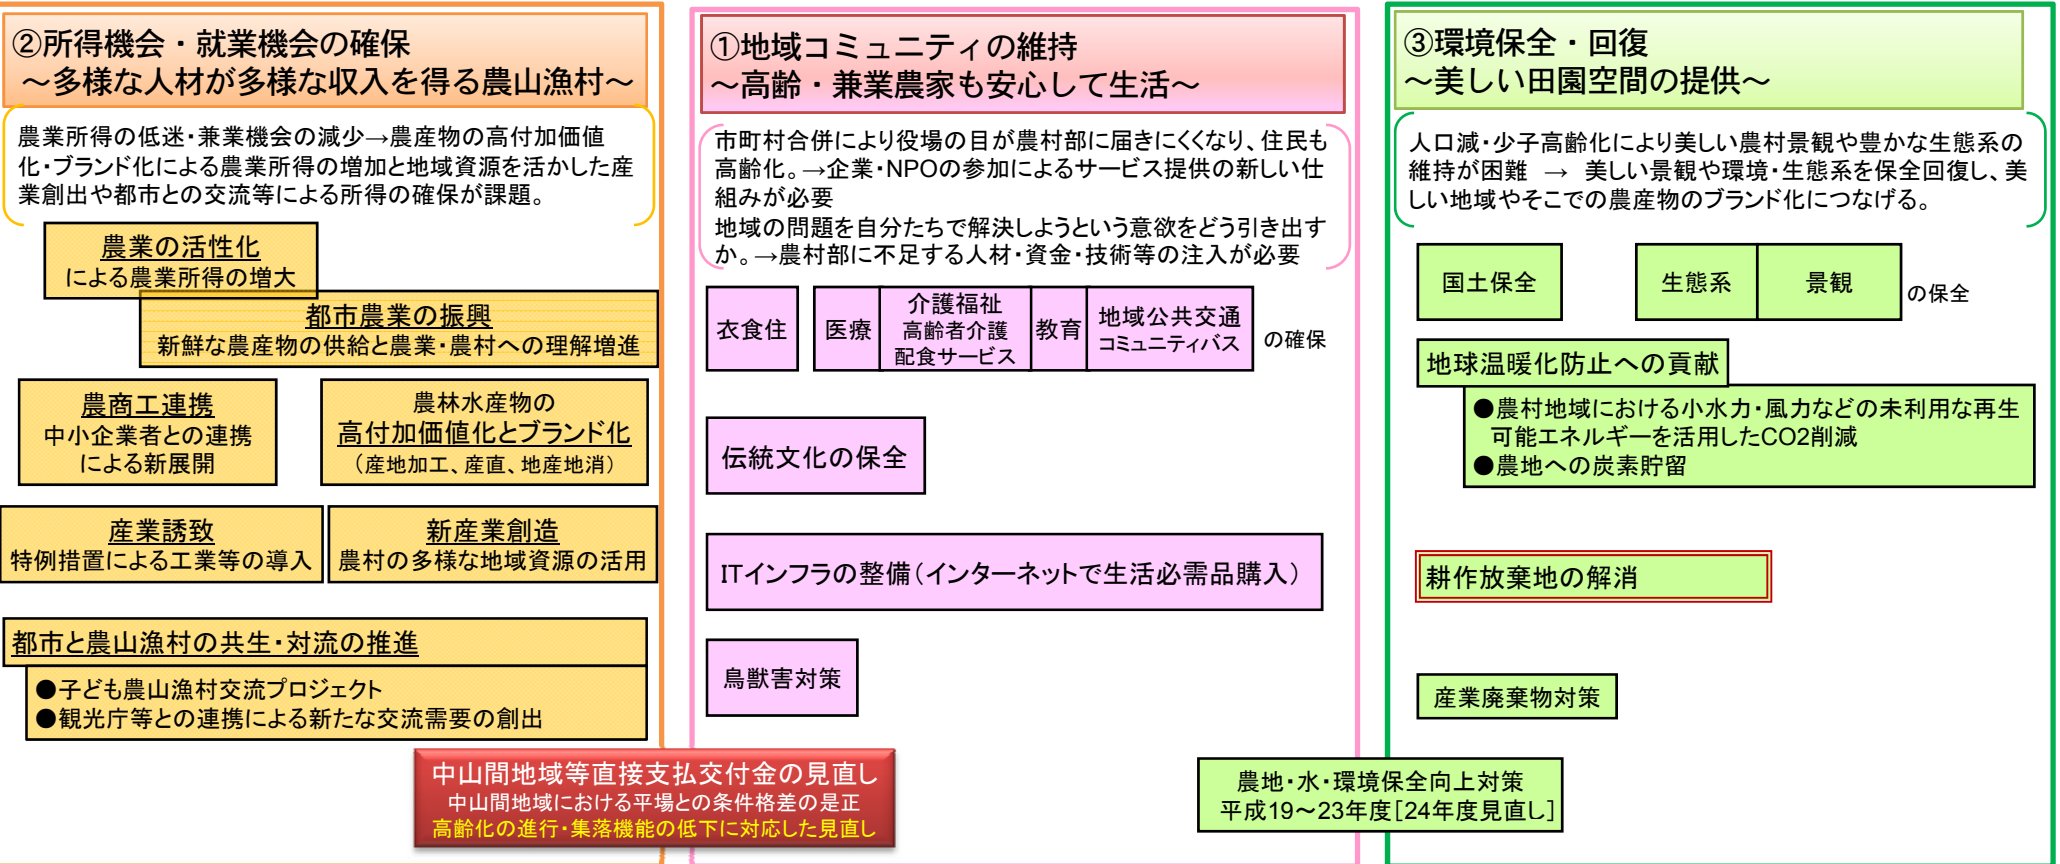 ②所得機会・就業機会の確保
～多様な人材が多様な収入を得る農山漁村～
農業所得の低迷・兼業機会の減少→農産物の高付加価値
化・ブランド化による農業所得の増加と地域資源を活かした産
業創出や都市との交流等による所得の確保が課題。
農業の活性化
による農業所得の増大
都市農業の振興
新鮮な農産物の供給と農業・農村への理解増進
農商工連携
中小企業者との連携
による新展開
農林水産物の
高付加価値化とブランド化
（産地加工、産直、地産地消）
産業誘致
特例措置による工業等の導入
新産業創造
農村の多様な地域資源の活用
都市と農山漁村の共生・対流の推進
●子ども農山漁村交流プロジェクト
●観光庁等との連携による新たな交流需要の創出
①地域コミュニティの維持
～高齢・兼業農家も安心して生活～
市町村合併により役場の目が農村部に届きにくくなり、住民も
高齢化。→企業・NPOの参加によるサービス提供の新しい仕
組みが必要
地域の問題を自分たちで解決しようという意欲をどう引き出す
か。→農村部に不足する人材・資金・技術等の注入が必要
衣食住
医療
介護福祉
高齢者介護
配食サービス
教育
地域公共交通
コミュニティバス
の確保
伝統文化の保全
ITインフラの整備（インターネットで生活必需品購入）
鳥獣害対策
③環境保全・回復
～美しい田園空間の提供～
人口減・少子高齢化により美しい農村景観や豊かな生態系の
維持が困難 → 美しい景観や環境・生態系を保全回復し、美
しい地域やそこでの農産物のブランド化につなげる。
国土保全
生態系
景観
の保全
地球温暖化防止への貢献
●農村地域における小水力・風力などの未利用な再生
可能エネルギーを活用したCO2削減
●農地への炭素貯留
耕作放棄地の解消
産業廃棄物対策
中山間地域等直接支払交付金の見直し
中山間地域における平場との条件格差の是正
高齢化の進行・集落機能の低下に対応した見直し
農地・水・環境保全向上対策
平成19～23年度［24年度見直し］